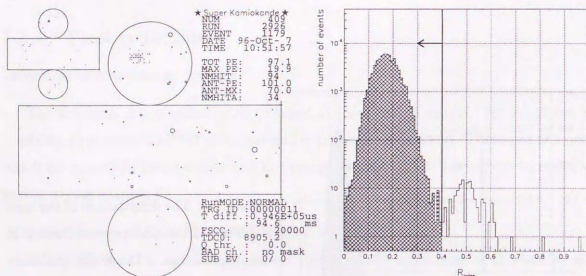 ★ Super Kamiokande ★
NUM 409
RUN 2926
EVENT 1179
DATE 96-Oct- 7
TIME 10:51:57
TOT PE: 97.1
MAX PE: 19.9
NMHIT : 94
ANT-PE: 101.0
ANT-MX: 70.0
NMHITA: 34
RunMODE:NORMAL
TRG ID :00000011
T diff.:0.946E+05us
: 94.6 ms
FSCC: 20000
TDC0: 8905.2
Q thr. : 0.0
BAD ch.: no mask
SUB EV : 0/ 0
number of events
10⁴
10³
10²
10
1
0 0.1 0.2 0.3 0.4 0.5 0.6 0.7 0.8 0.9